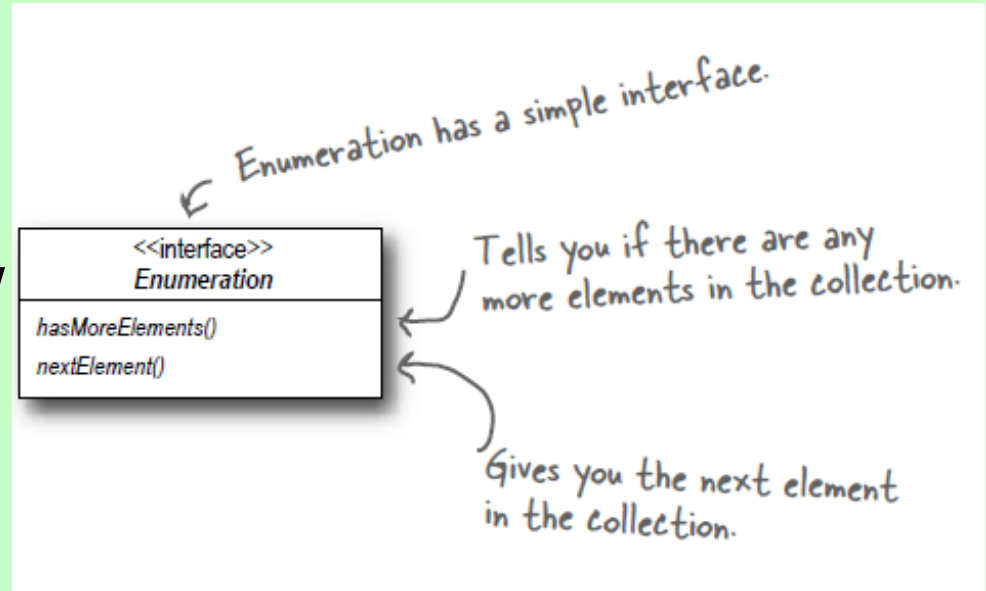 Enumeration has a simple interface.
<<interface>>
Enumeration
hasMoreElements()
nextElement()
Tells you if there are any
more elements in the collection.
Gives you the next element
in the collection.